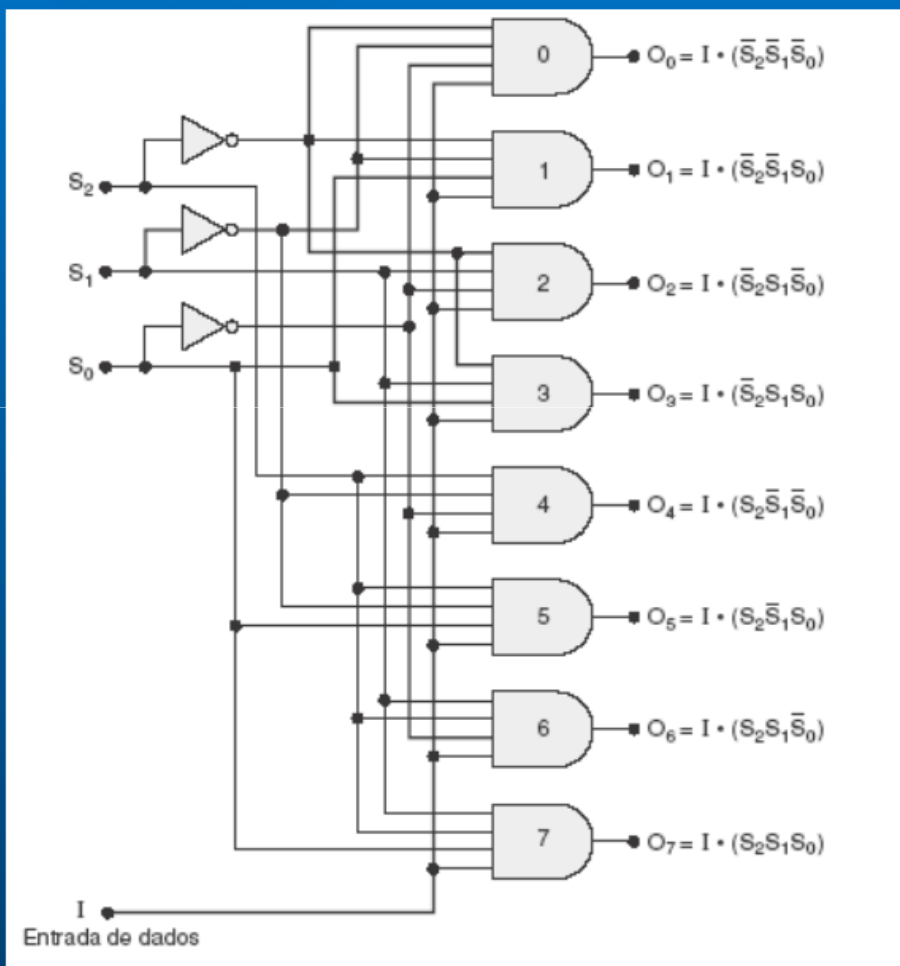 0
O₀ = I • (S̅₂S̅₁S̅₀)
1
O₁ = I • (S̅₂S̅₁S₀)
S₂
2
O₂ = I • (S̅₂S₁S̅₀)
S₁
S₀
3
O₃ = I • (S̅₂S₁S₀)
4
O₄ = I • (S₂S̅₁S̅₀)
5
O₅ = I • (S₂S̅₁S₀)
6
O₆ = I • (S₂S₁S̅₀)
7
O₇ = I • (S₂S₁S₀)
I
Entrada de dados